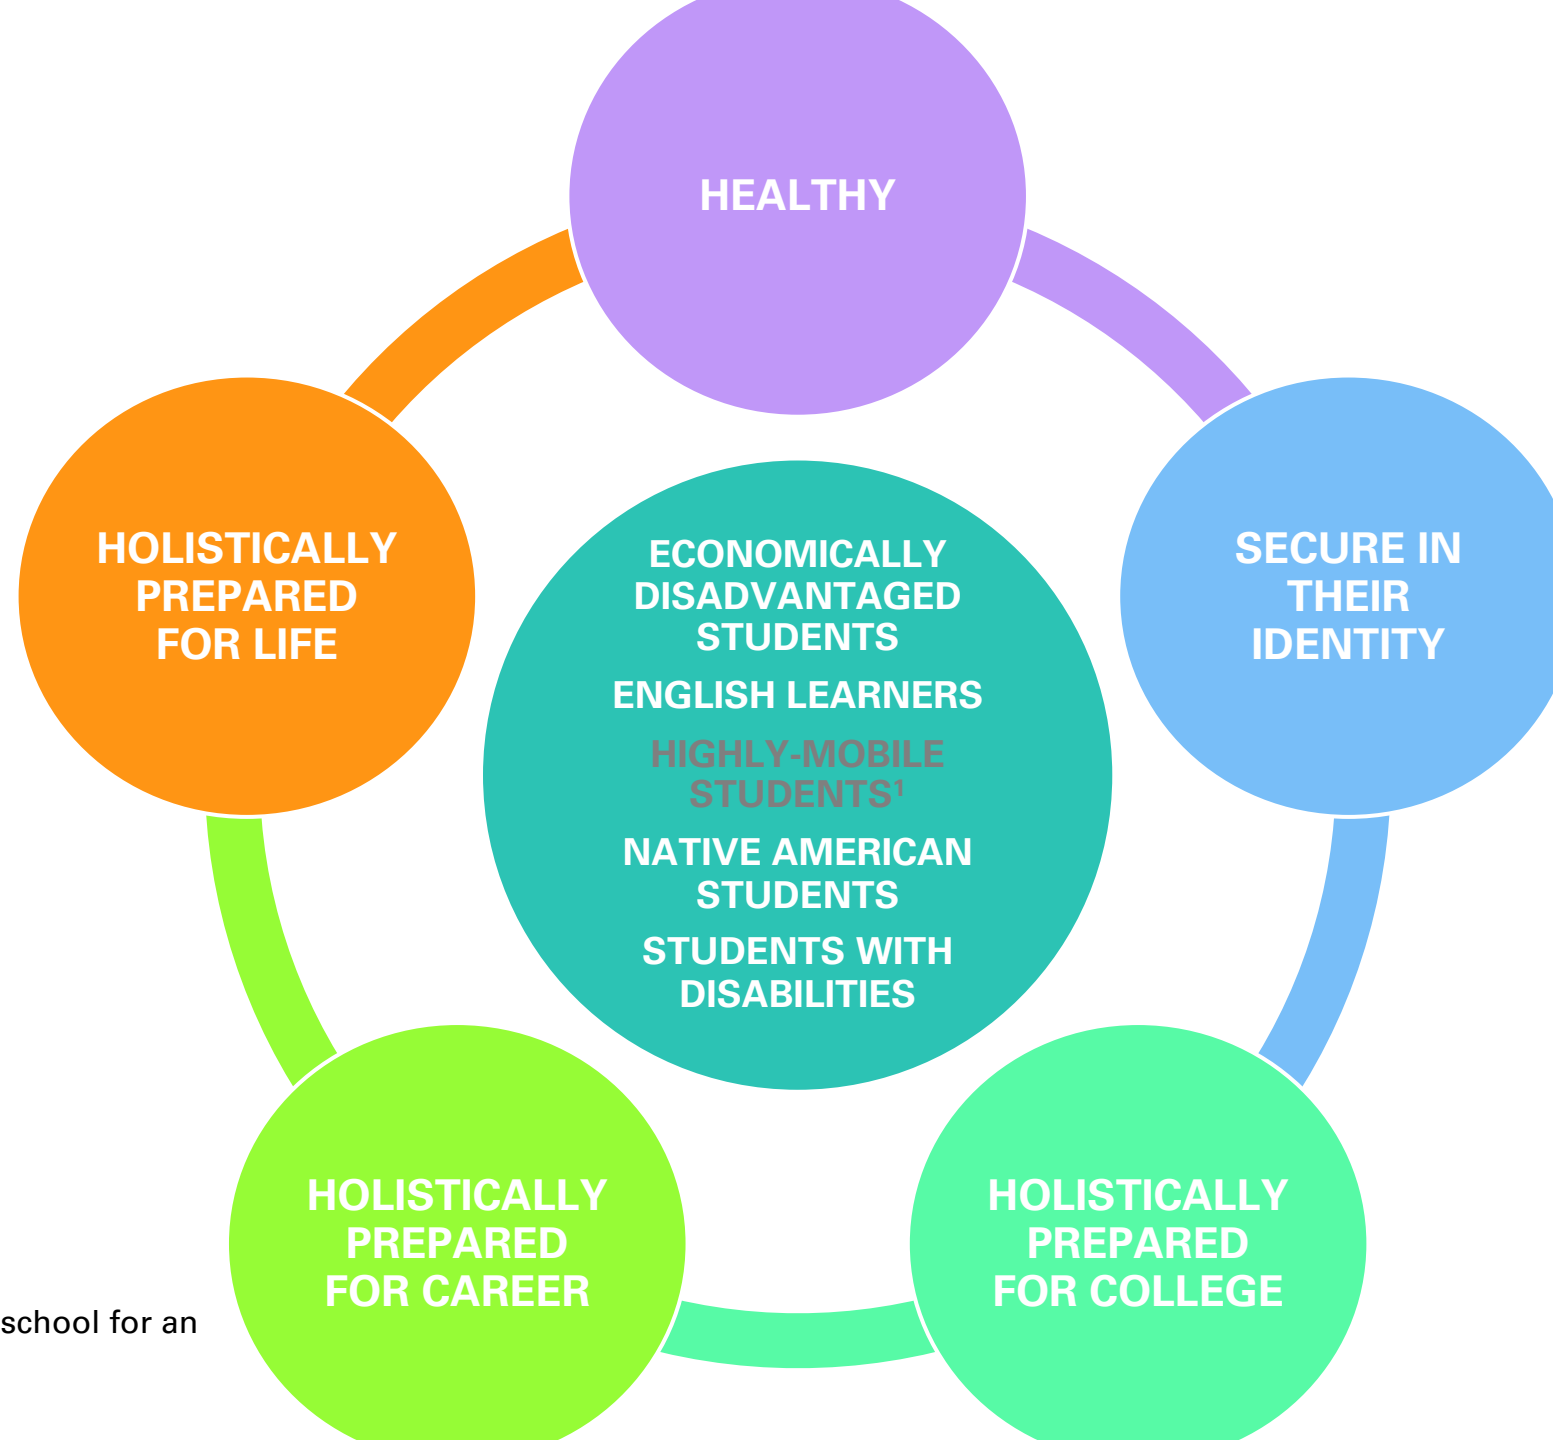 HEALTHY
SECURE IN
THEIR
IDENTITY
HOLISTICALLY
PREPARED
FOR COLLEGE
HOLISTICALLY
PREPARED
FOR CAREER
HOLISTICALLY
PREPARED
FOR LIFE
ECONOMICALLY
DISADVANTAGED
STUDENTS
ENGLISH LEARNERS
HIGHLY-MOBILE
STUDENTS¹
NATIVE AMERICAN
STUDENTS
STUDENTS WITH
DISABILITIES
school for an